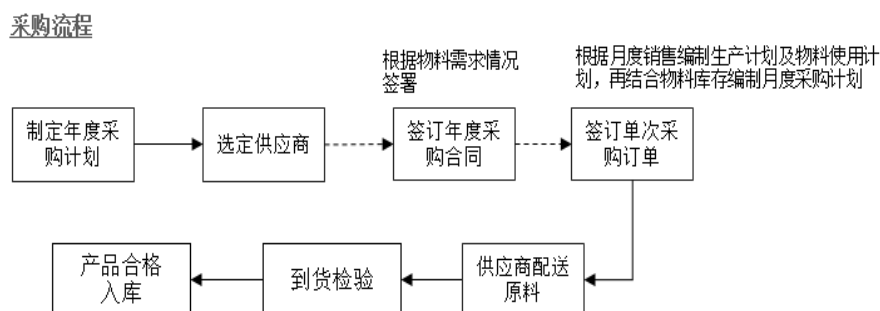 采购流程
根据物料需求情况
签署
根据月度销售编制生产计划及物料使用计
划，再结合物料库存编制月度采购计划
制定年度采
购计划
选定供应商
签订年度采
购合同
签订单次采
购订单
产品合格
入库
到货检验
供应商配送
原料